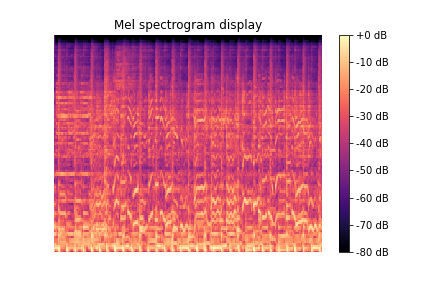 Mel spectrogram display
+0 dB
-10 dB
-20 dB
-30 dB
-40 dB
-50 dB
-60 dB
-70 dB
-80 dB